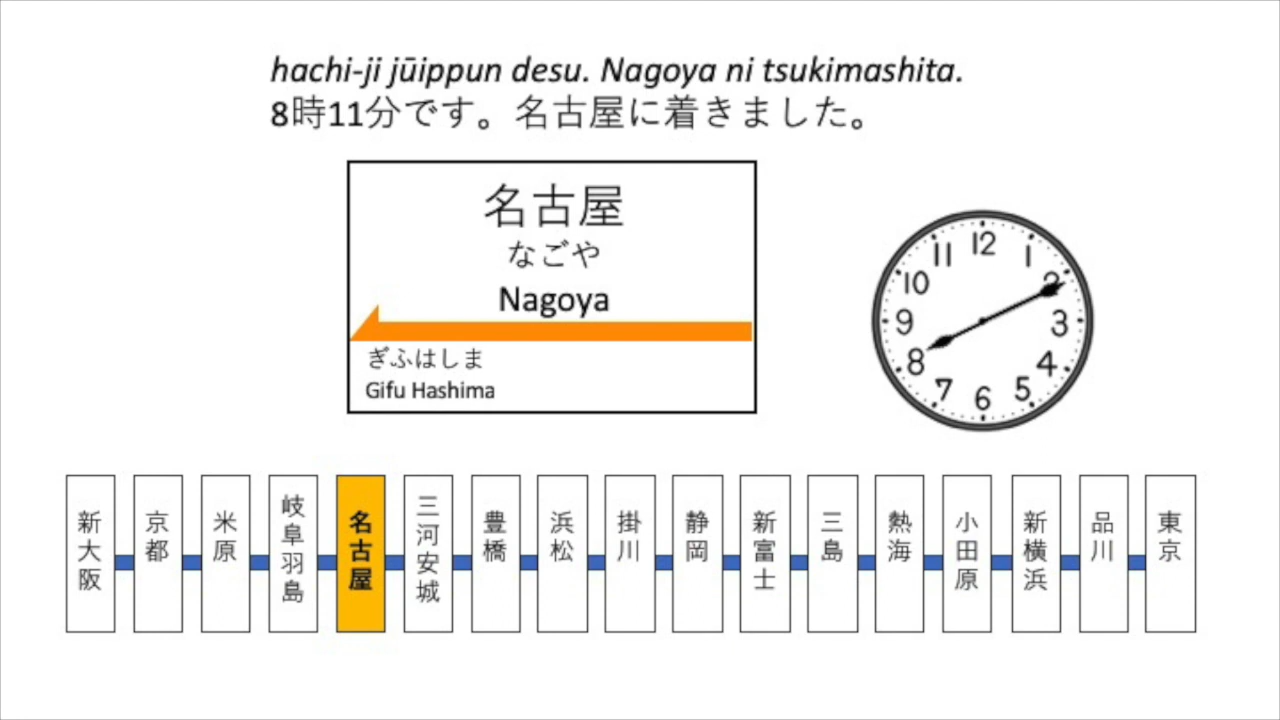 hachi-ji jūippun desu. Nagoya ni tsukimashita.
8時11分です。名古屋に着きました。
名古屋
なごや
Nagoya
ぎふはしま
Gifu Hashima
12
1
2
3
4
5
6
7
8
9
10
11
新大阪
京都
米原
岐阜羽島
名古屋
三河安城
豊橋
浜松
掛川
静岡
新富士
三島
熱海
小田原
新横浜
品川
東京